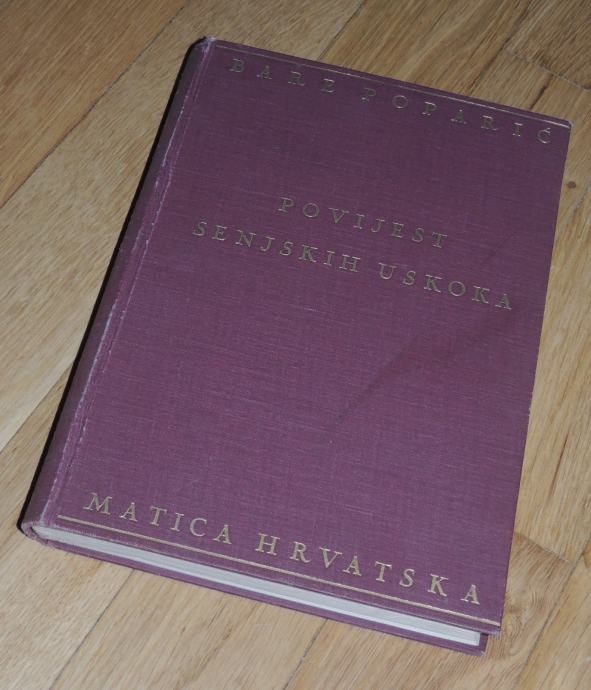 BARE POPARIĆ
POVIJEST
SENJSKIH USKOKA
MATICA HRVATSKA